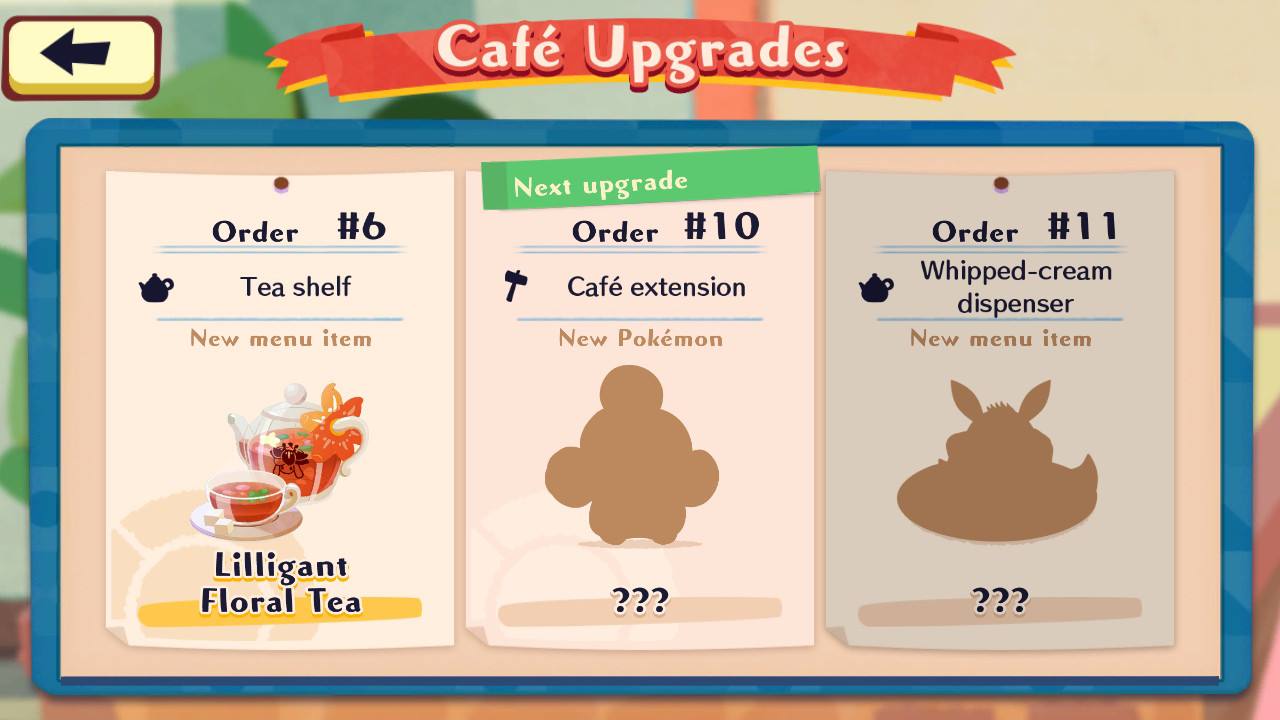 Café Upgrades
Order #6
Tea shelf
New menu item
Lilligant
Floral Tea
Next upgrade
Order #10
Café extension
New Pokémon
???
Order #11
Whipped-cream
dispenser
New menu item
???